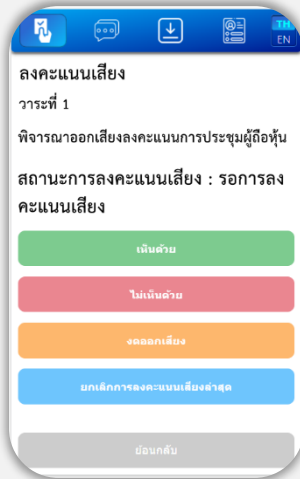 TH
EN
ลงคะแนนเสียง
วาระที่ 1
พิจารณาออกเสียงลงคะแนนการประชุมผู้ถือหุ้น
สถานะการลงคะแนนเสียง : รอการลง
คะแนนเสียง
เห็นด้วย
ไม่เห็นด้วย
งดออกเสียง
ยกเลิกการลงคะแนนเสียงล่าสุด
ย้อนกลับ